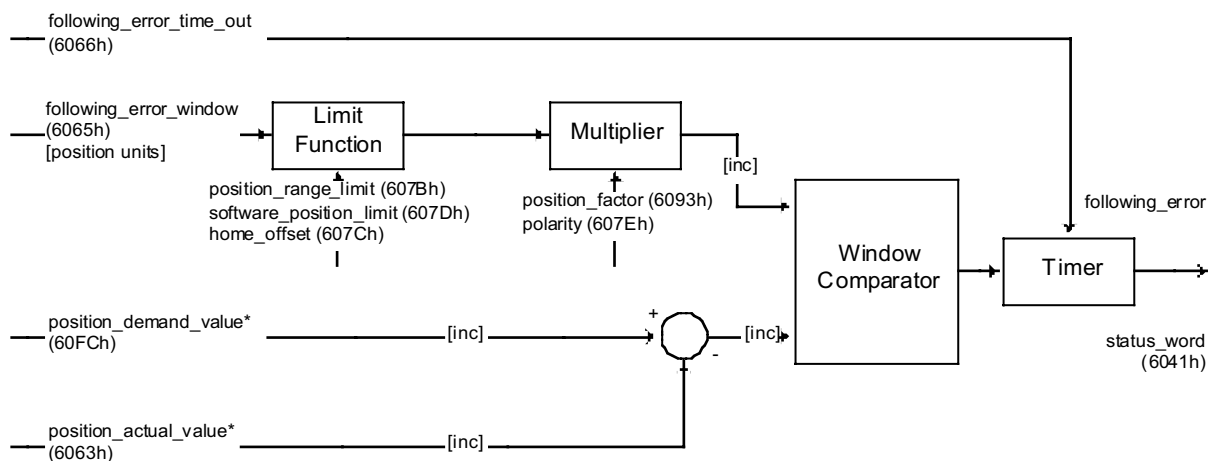 following_error_time_out
(6066h)
following_error_window
(6065h)
[position units]
Limit
Function
Multiplier
[inc]
position_range_limit (607Bh)
software_position_limit (607Dh)
home_offset (607Ch)
position_factor (6093h)
polarity (607Eh)
following_error
Window
Comparator
Timer
position_demand_value*
(60FCh)
[inc]
+
-
[inc]
status_word
(6041h)
position_actual_value*
(6063h)
[inc]